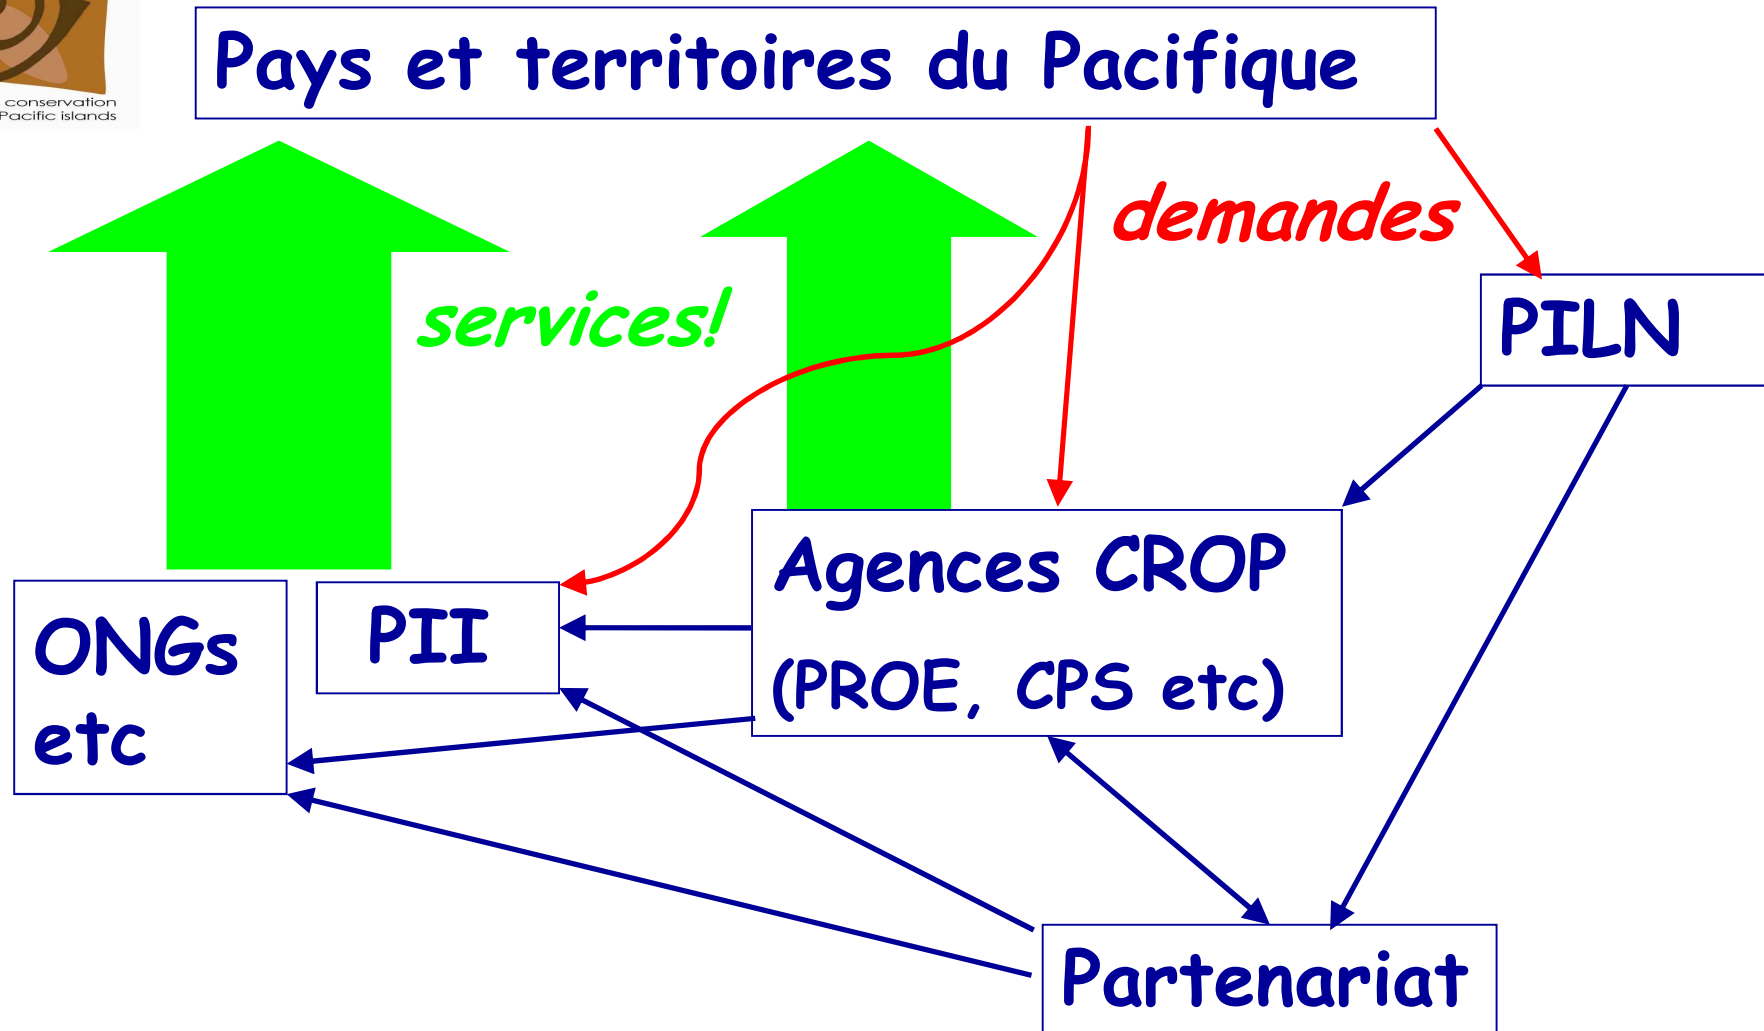 conservation
Pacific islands
Pays et territoires du Pacifique
demandes
services!
PILN
Agences CROP
(PROE, CPS etc)
PII
ONGs
etc
Partenariat